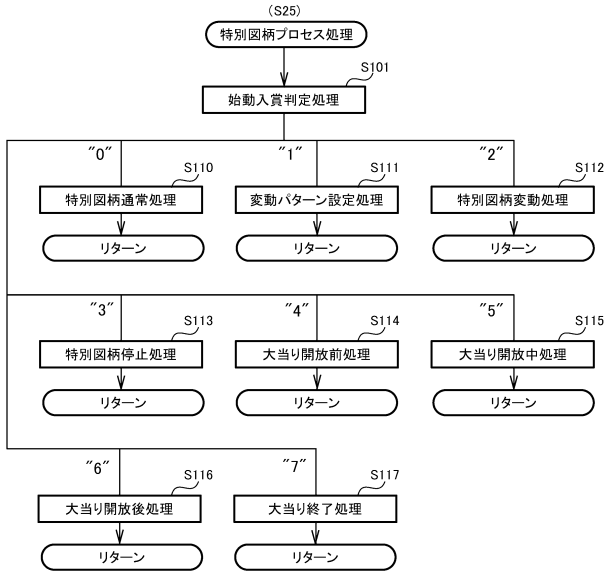 (S25)
特別図柄プロセス処理
S101
始動入賞判定処理
"0"
"1"
"2"
S110
S111
S112
特別図柄通常処理
変動パターン設定処理
特別図柄変動処理
リターン
リターン
リターン
"3"
"4"
"5"
S113
S114
S115
特別図柄停止処理
大当り開放前処理
大当り開放中処理
リターン
リターン
リターン
"6"
"7"
S116
S117
大当り開放後処理
大当り終了処理
リターン
リターン